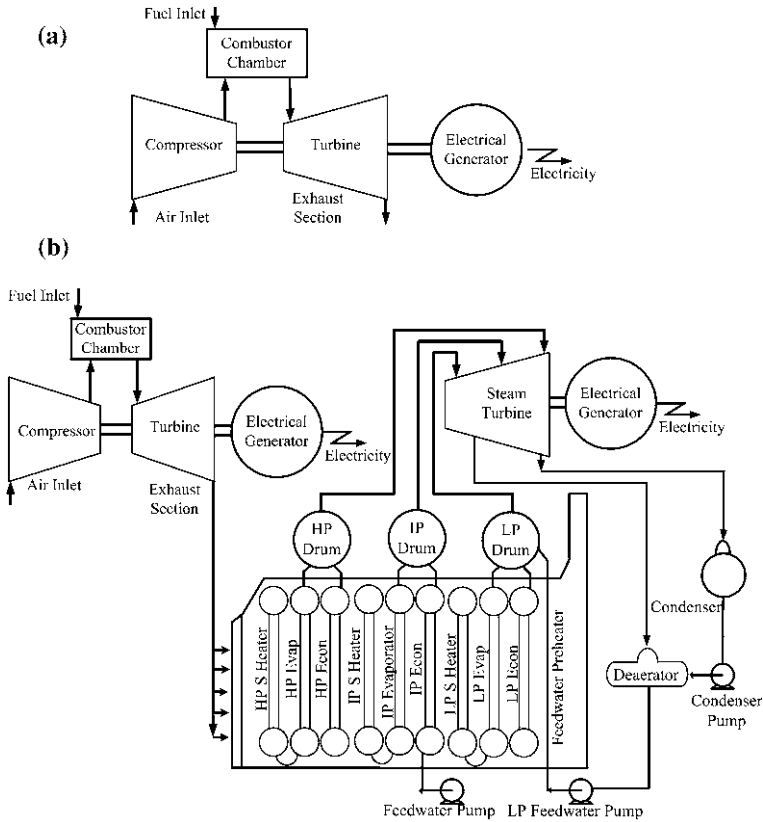 (a)
Fuel Inlet
Combustor
Chamber
Compressor
Turbine
Electrical
Generator
Electricity
Air Inlet
Exhaust
Section
(b)
Fuel Inlet
Combustor
Chamber
Compressor
Turbine
Electrical
Generator
Electricity
Air Inlet
Exhaust
Section
Steam
Turbine
Electrical
Generator
Electricity
HP
Drum
IP
Drum
LP
Drum
HP S Heater
HP Evap
HP Econ
IP S Heater
IP Evaporator
IP Econ
LP S Heater
LP Evap
LP Econ
Feedwater Preheater
Condenser
Deaerator
Condenser
Pump
Feedwater Pump
LP Feedwater Pump